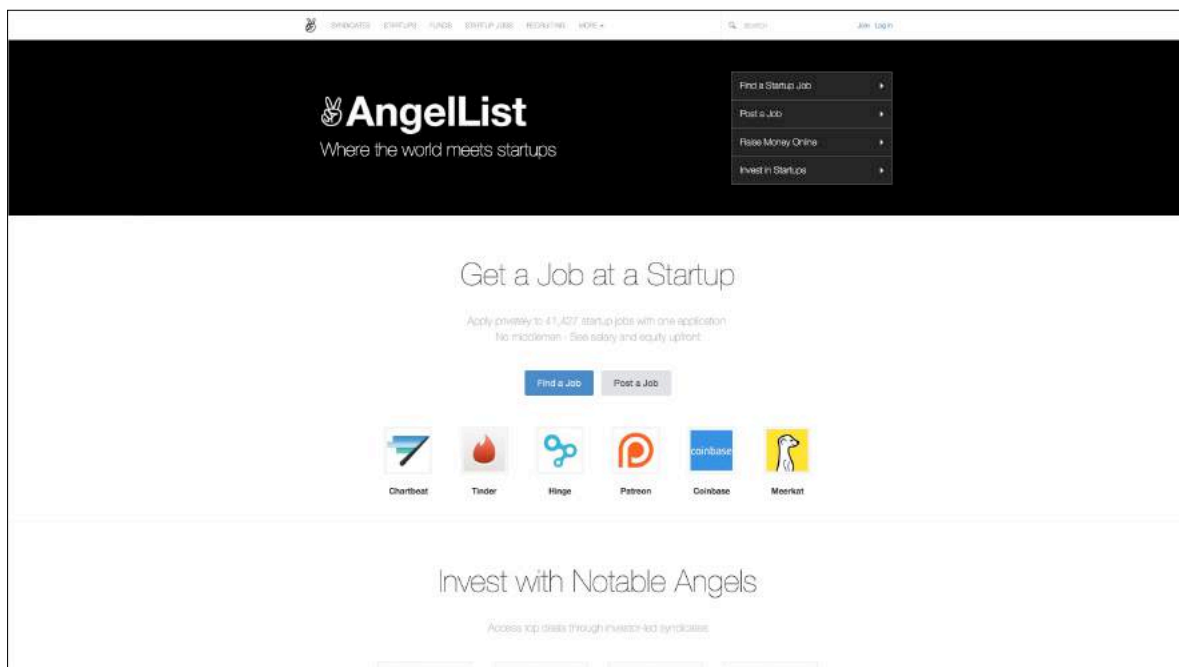 SYNDICATES STARTUPS FUNDS STARTUP JOBS RECRUITING MORE
SEARCH
Join Log In
AngelList
Where the world meets startups
Find a Startup Job
Post a Job
Raise Money Online
Invest in Startups
Get a Job at a Startup
Apply privately to 41,427 startup jobs with one application
No middlemen - See salary and equity upfront
Find a Job Post a Job
coinbase
Chartbeat Tinder Hinge Patreon Coinbase Meerkat
Invest with Notable Angels
Access top deals through investor-led syndicates